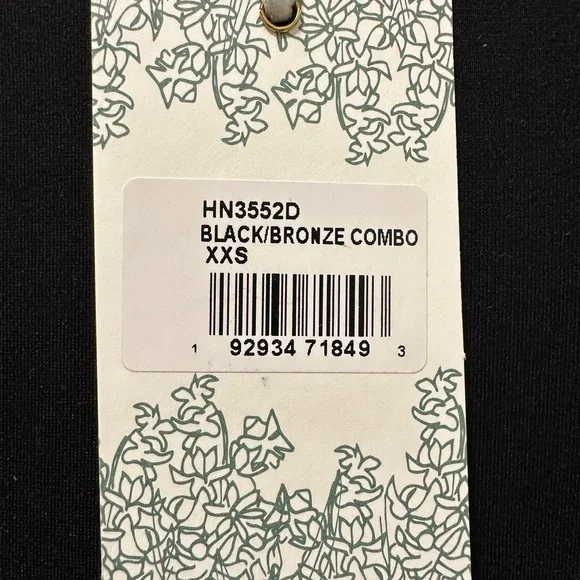 HN3552D
BLACK/BRONZE COMBO
XXS
1 92934 71849 3